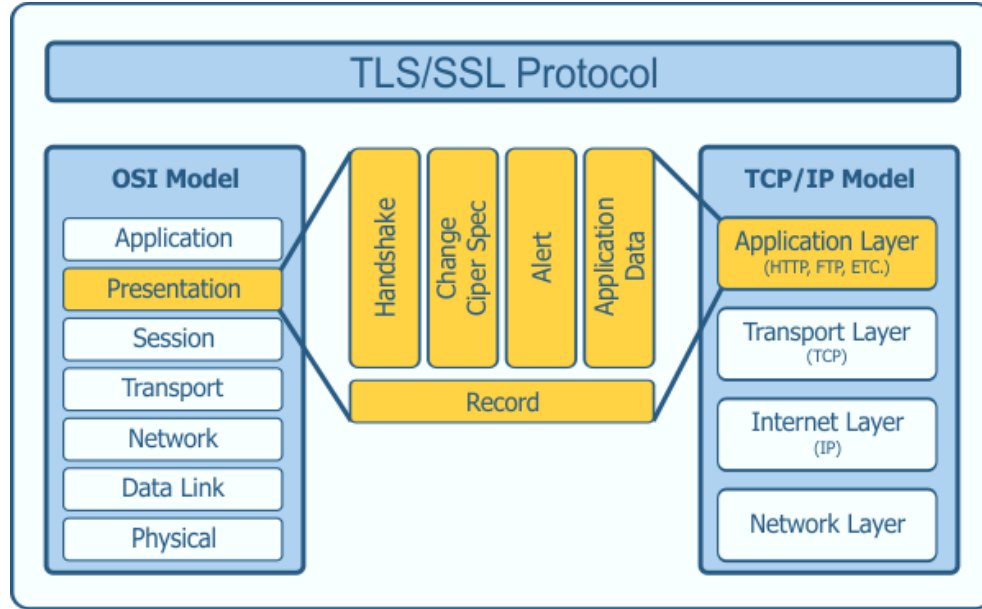 TLS/SSL Protocol
OSI Model
Application
Presentation
Session
Transport
Network
Data Link
Physical
Handshake
Change
Ciper Spec
Alert
Application
Data
Record
TCP/IP Model
Application Layer
(HTTP, FTP, ETC.)
Transport Layer
(TCP)
Internet Layer
(IP)
Network Layer